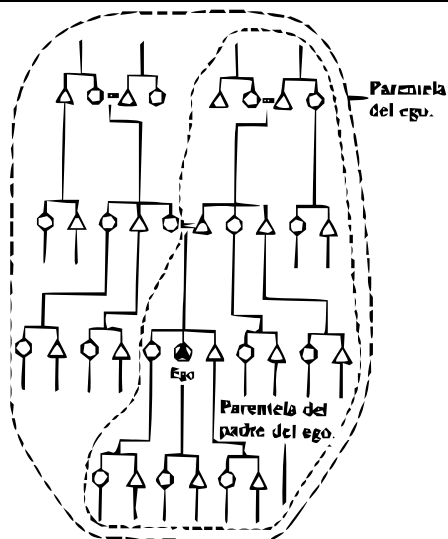 Parentela
del ego.
Ego
Parentela del
padre del ego.